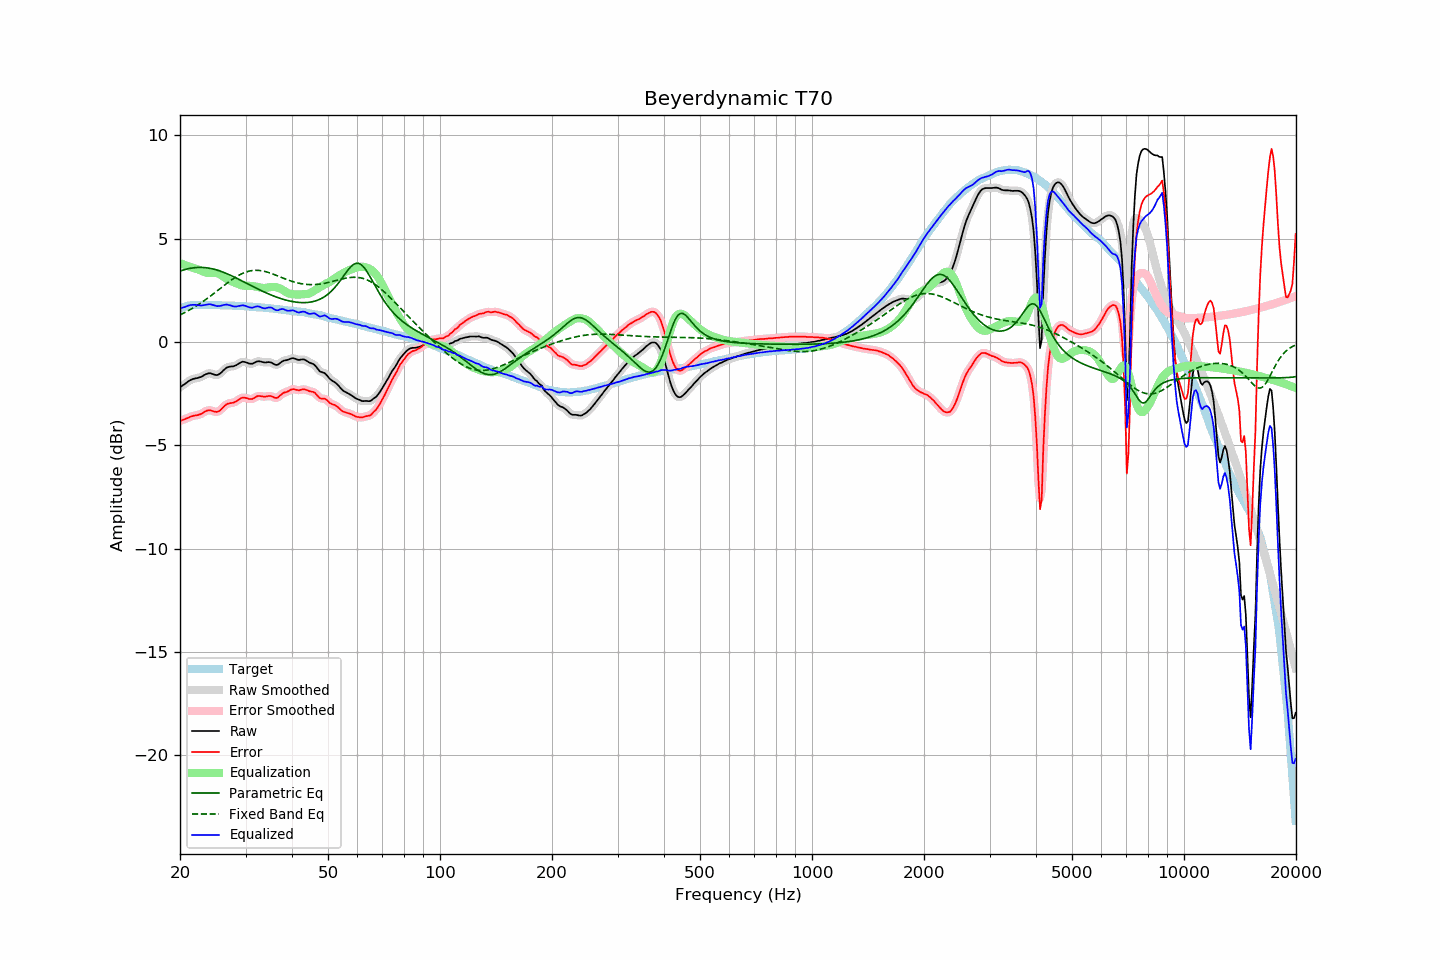 Beyerdynamic T70
10
5
0
−5
−10
−15
−20
Amplitude (dBr)
Target
Raw Smoothed
Error Smoothed
Raw
Error
Equalization
Parametric Eq
Fixed Band Eq
Equalized
20
50
100
200
500
1000
2000
5000
10000
20000
Frequency (Hz)